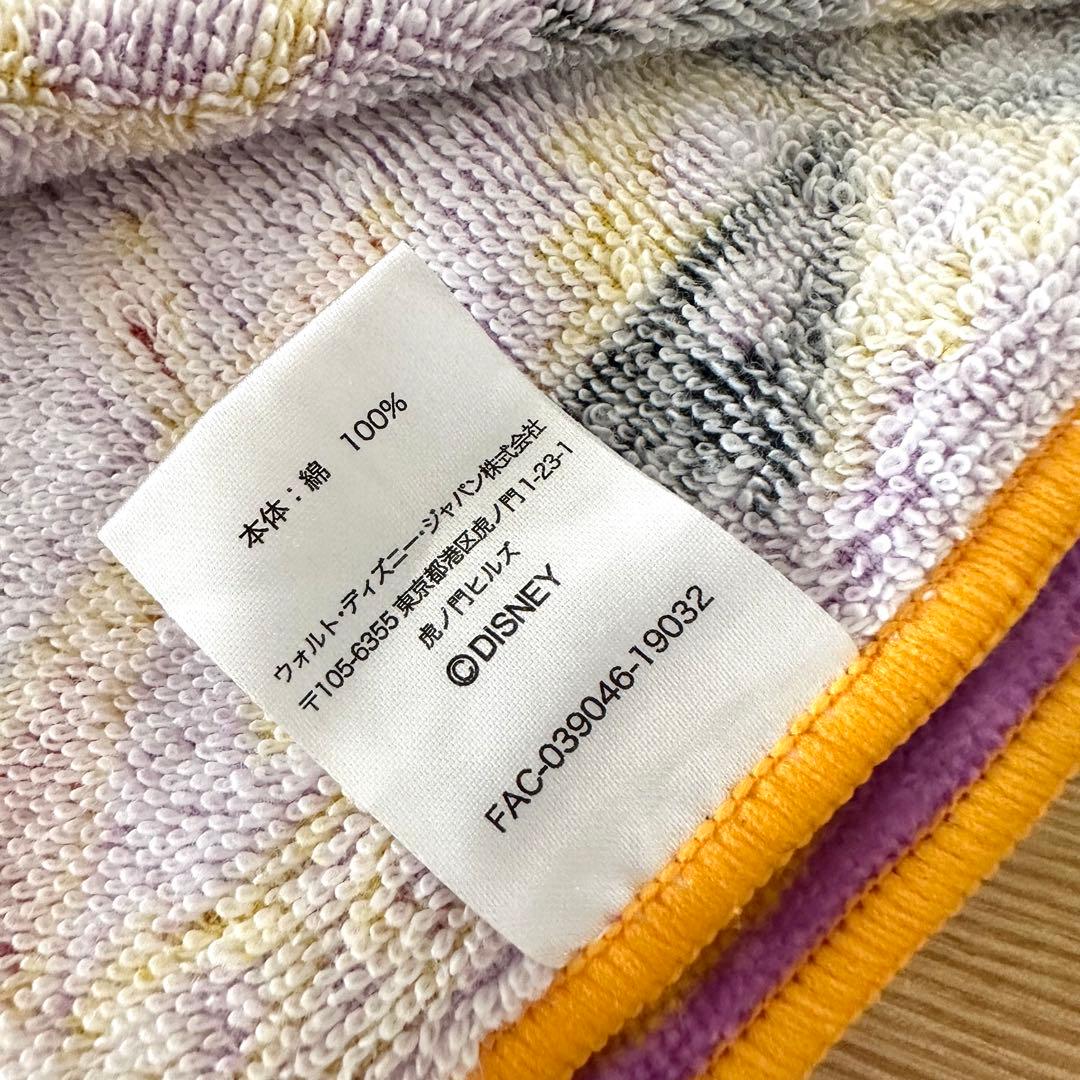 本体:綿 100%
ウォルト・ディズニー・ジャパン株式会社
〒105-6355 東京都港区虎ノ門1-23-1
虎ノ門ヒルズ
©DISNEY
FAC-039046-19032